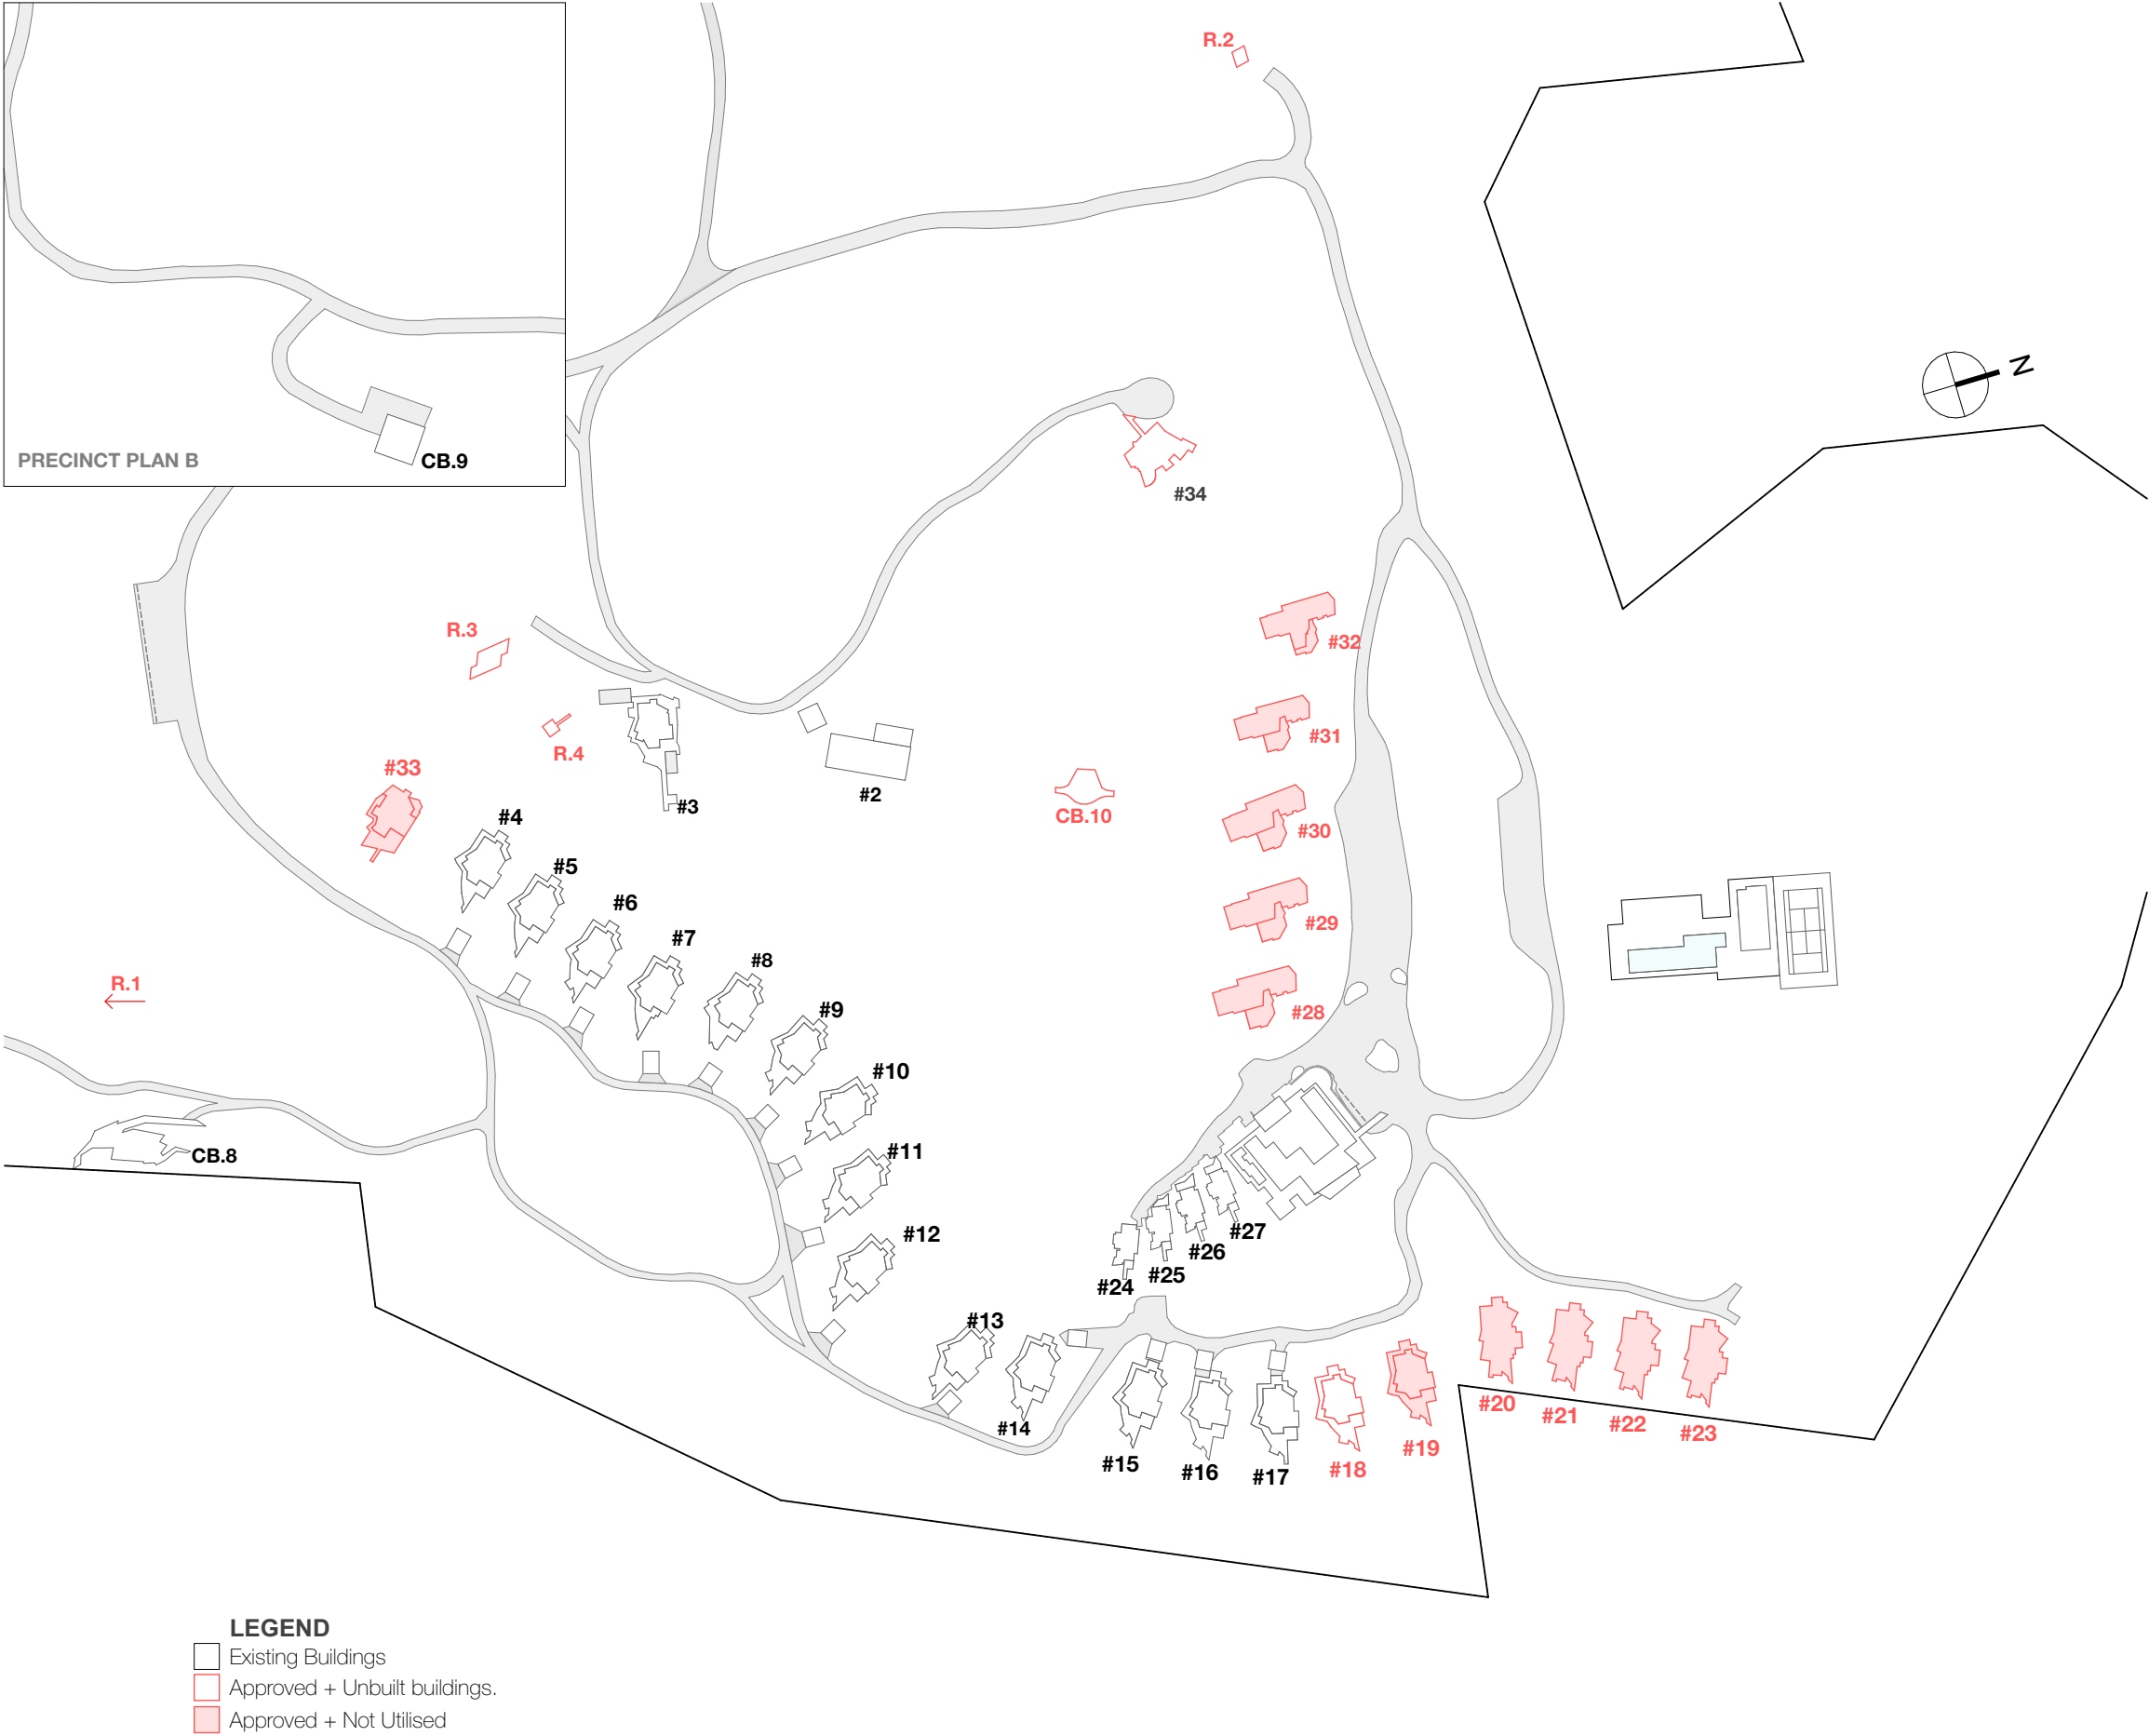 R.2
N
PRECINCT PLAN B
CB.9
#34
R.3
#32
R.4
#31
#33
#3
#2
CB.10
#4
#30
#5
#6
#29
#7
#8
R.1
#9
#28
#10
CB.8
#11
#12
#27
#26
#25
#24
#13
#14
#15
#16
#17
#18
#19
#20
#21
#22
#23
LEGEND
Existing Buildings
Approved + Unbuilt buildings.
Approved + Not Utilised